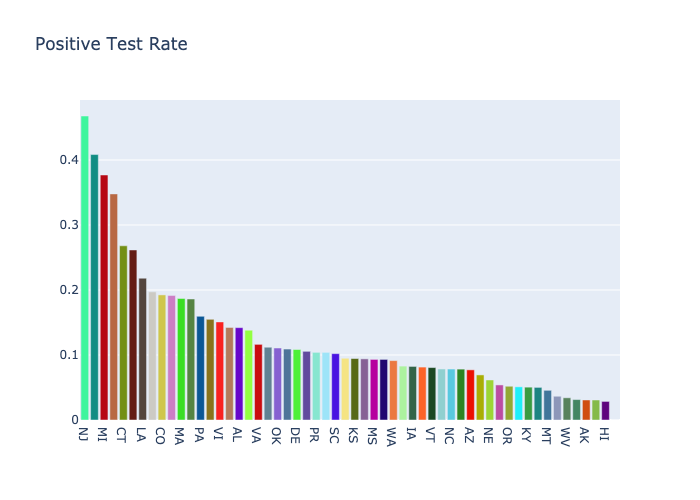 Positive Test Rate
0.4
0.3
0.2
0.1
0
NJ MI CT LA CO MA PA VI AL VA OK DE PR SC KS MS WA IA VT NC AZ NE OR KY MT WV AK HI